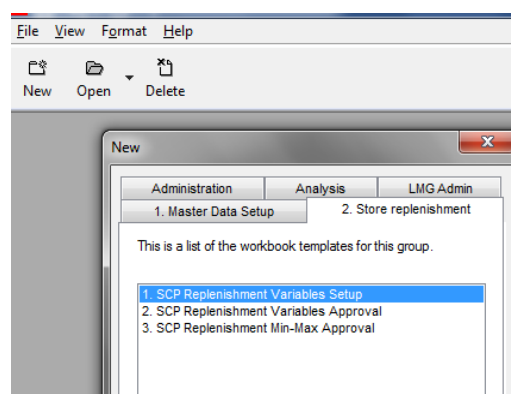 File View Format Help
New Open Delete
New
Administration Analysis LMG Admin
1. Master Data Setup 2. Store replenishment
This is a list of the workbook templates for this group.
1. SCP Replenishment Variables Setup
2. SCP Replenishment Variables Approval
3. SCP Replenishment Min-Max Approval